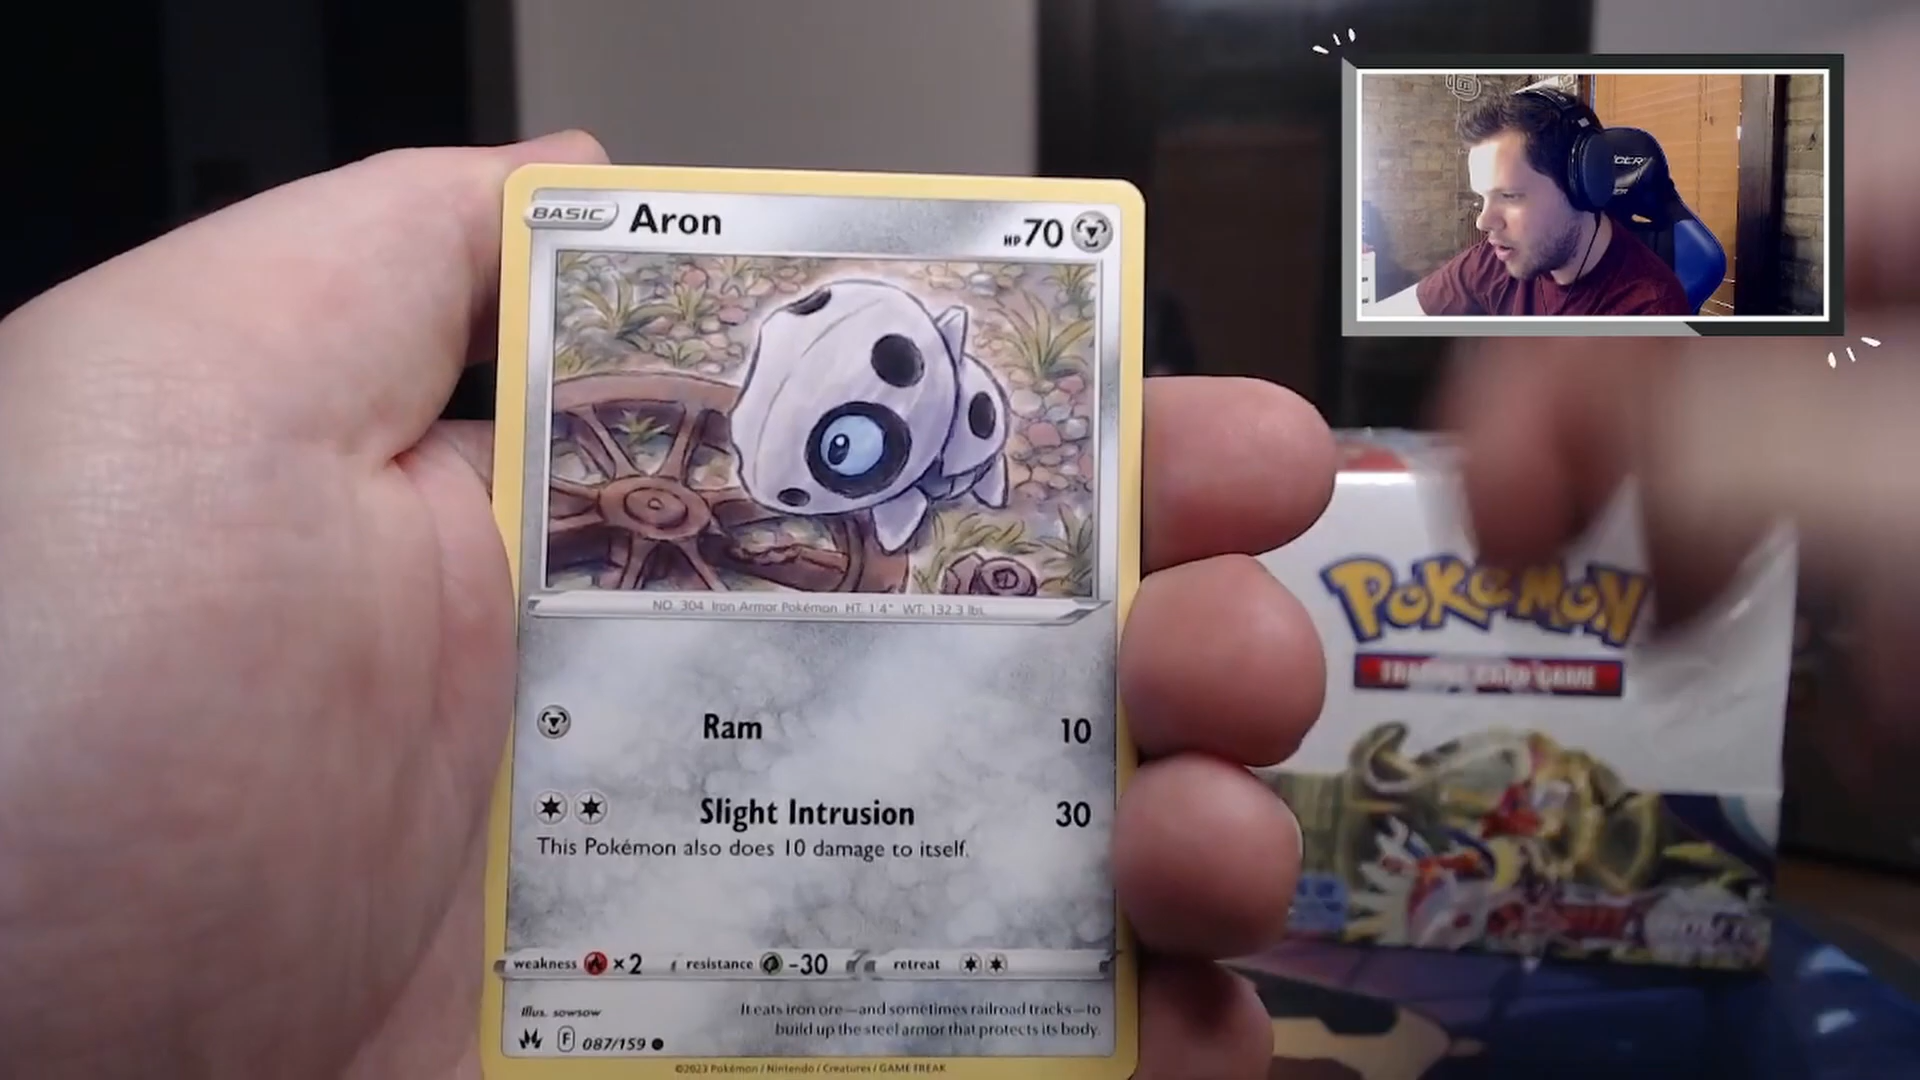 BASIC Aron HP 70
NO. 304 Iron Armor Pokémon HT: 1'4" WT: 132.3 lbs.
Ram 10
Slight Intrusion 30
This Pokémon also does 10 damage to itself.
weakness ×2 resistance -30 retreat
Illus. sowsow
It eats iron ore—and sometimes railroad tracks—to
build up the steel armor that protects its body.
F 087/159
©2023 Pokémon / Nintendo / Creatures / GAME FREAK
POKéMON
TRADING CARD GAME